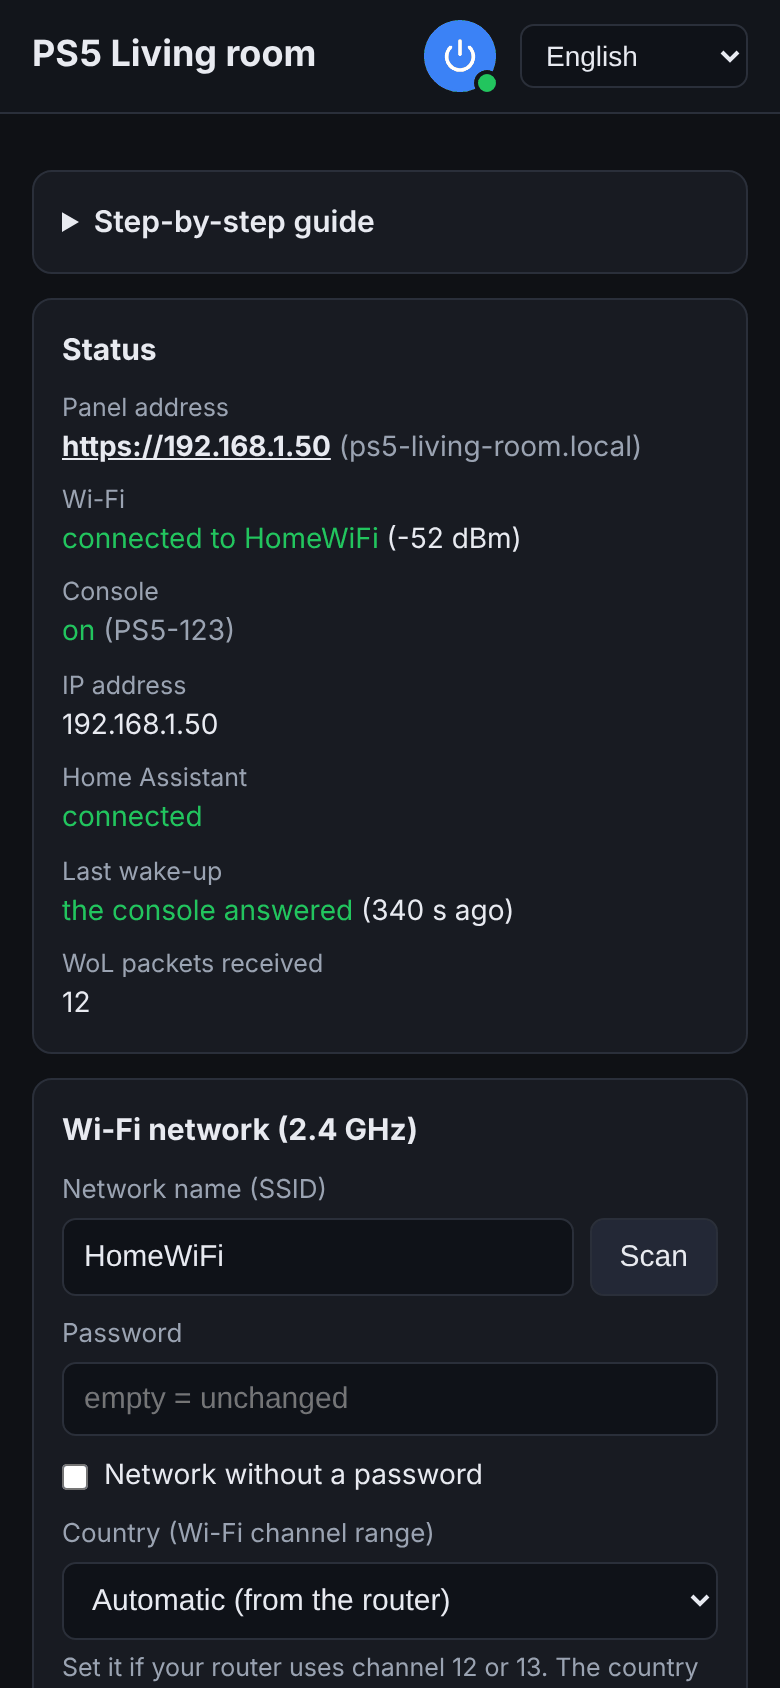 PS5 Living room
English
Step-by-step guide
Status
Panel address
https://192.168.1.50 (ps5-living-room.local)
Wi-Fi
connected to HomeWiFi (-52 dBm)
Console
on (PS5-123)
IP address
192.168.1.50
Home Assistant
connected
Last wake-up
the console answered (340 s ago)
WoL packets received
12
Wi-Fi network (2.4 GHz)
Network name (SSID)
HomeWiFi
Scan
Password
empty = unchanged
Network without a password
Country (Wi-Fi channel range)
Automatic (from the router)
Set it if your router uses channel 12 or 13. The country